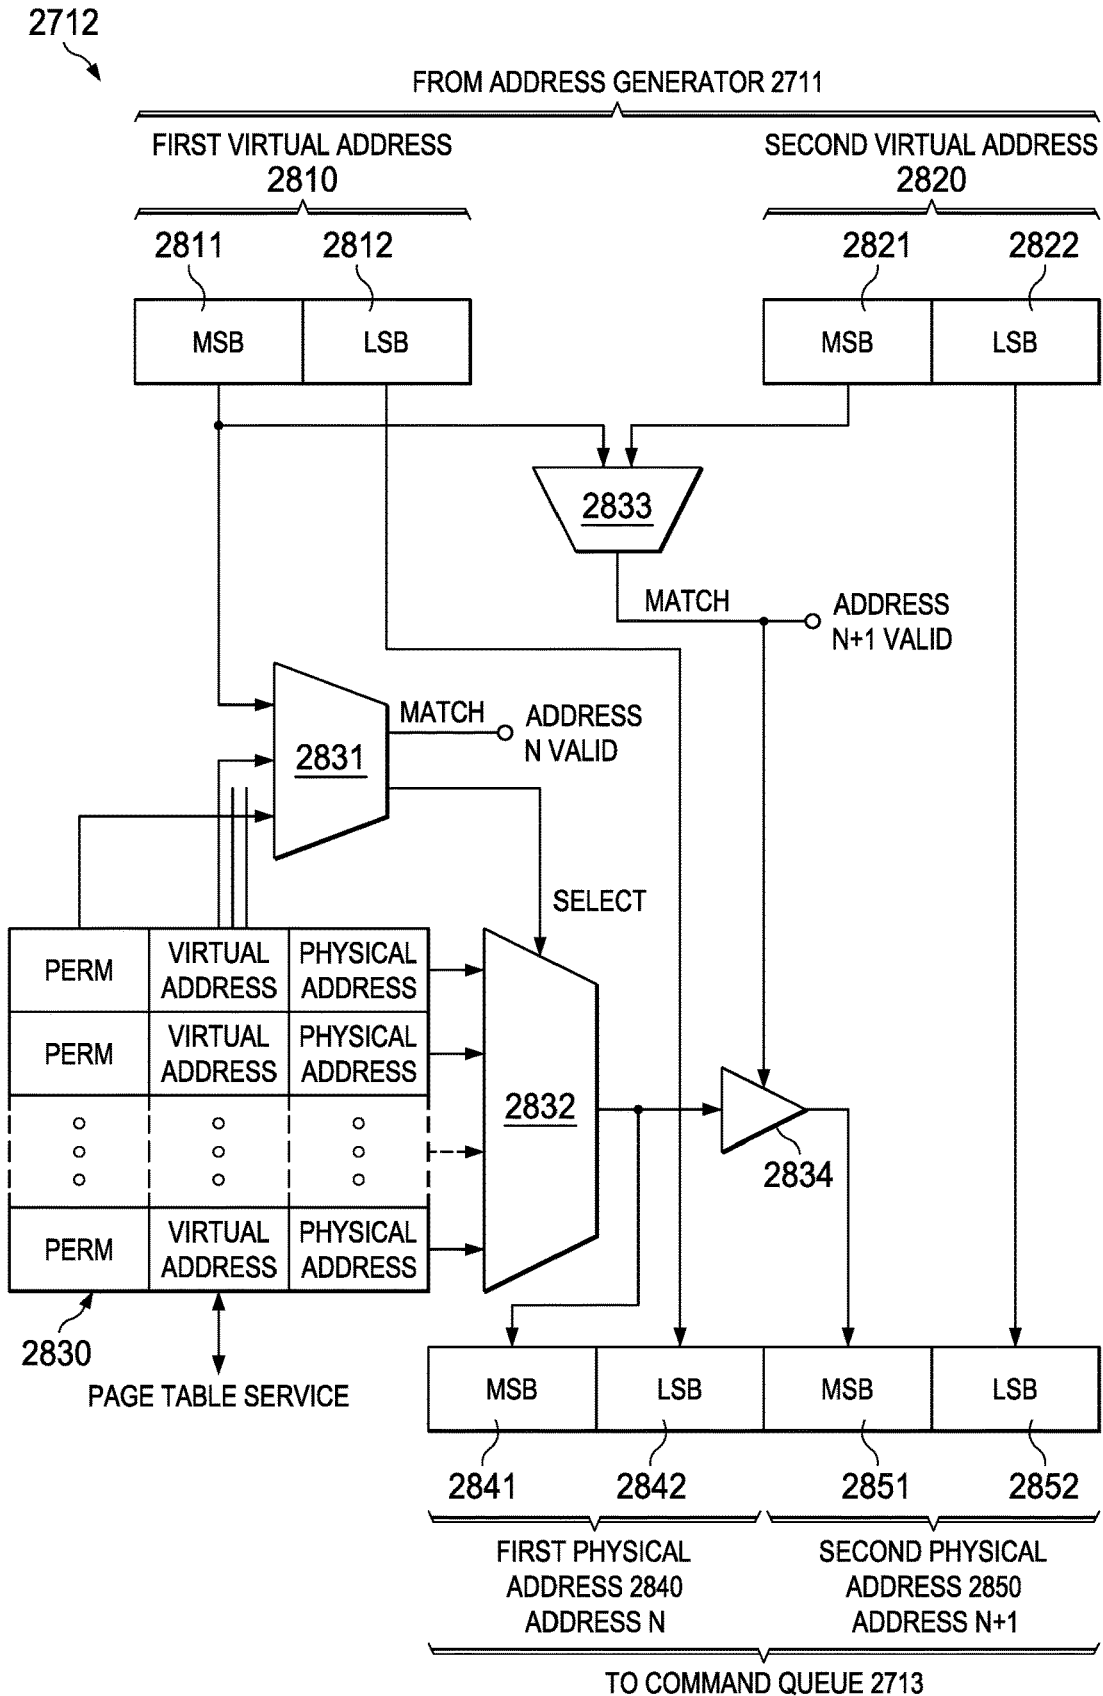 2712
FROM ADDRESS GENERATOR 2711
FIRST VIRTUAL ADDRESS
2810
SECOND VIRTUAL ADDRESS
2820
2811
2812
2821
2822
MSB
LSB
MSB
LSB
2833
MATCH
ADDRESS
N+1 VALID
2831
MATCH
ADDRESS
N VALID
SELECT
PERM
VIRTUAL
ADDRESS
PHYSICAL
ADDRESS
PERM
VIRTUAL
ADDRESS
PHYSICAL
ADDRESS
2832
2834
PERM
VIRTUAL
ADDRESS
PHYSICAL
ADDRESS
2830
PAGE TABLE SERVICE
MSB
LSB
MSB
LSB
2841
2842
2851
2852
FIRST PHYSICAL
ADDRESS 2840
ADDRESS N
SECOND PHYSICAL
ADDRESS 2850
ADDRESS N+1
TO COMMAND QUEUE 2713